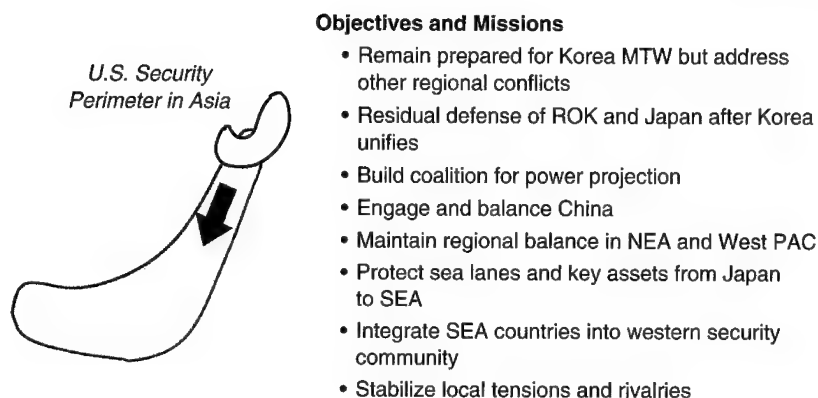 Objectives and Missions
U.S. Security
Perimeter in Asia
• Remain prepared for Korea MTW but address
other regional conflicts
• Residual defense of ROK and Japan after Korea
unifies
• Build coalition for power projection
• Engage and balance China
• Maintain regional balance in NEA and West PAC
• Protect sea lanes and key assets from Japan
to SEA
• Integrate SEA countries into western security
community
• Stabilize local tensions and rivalries